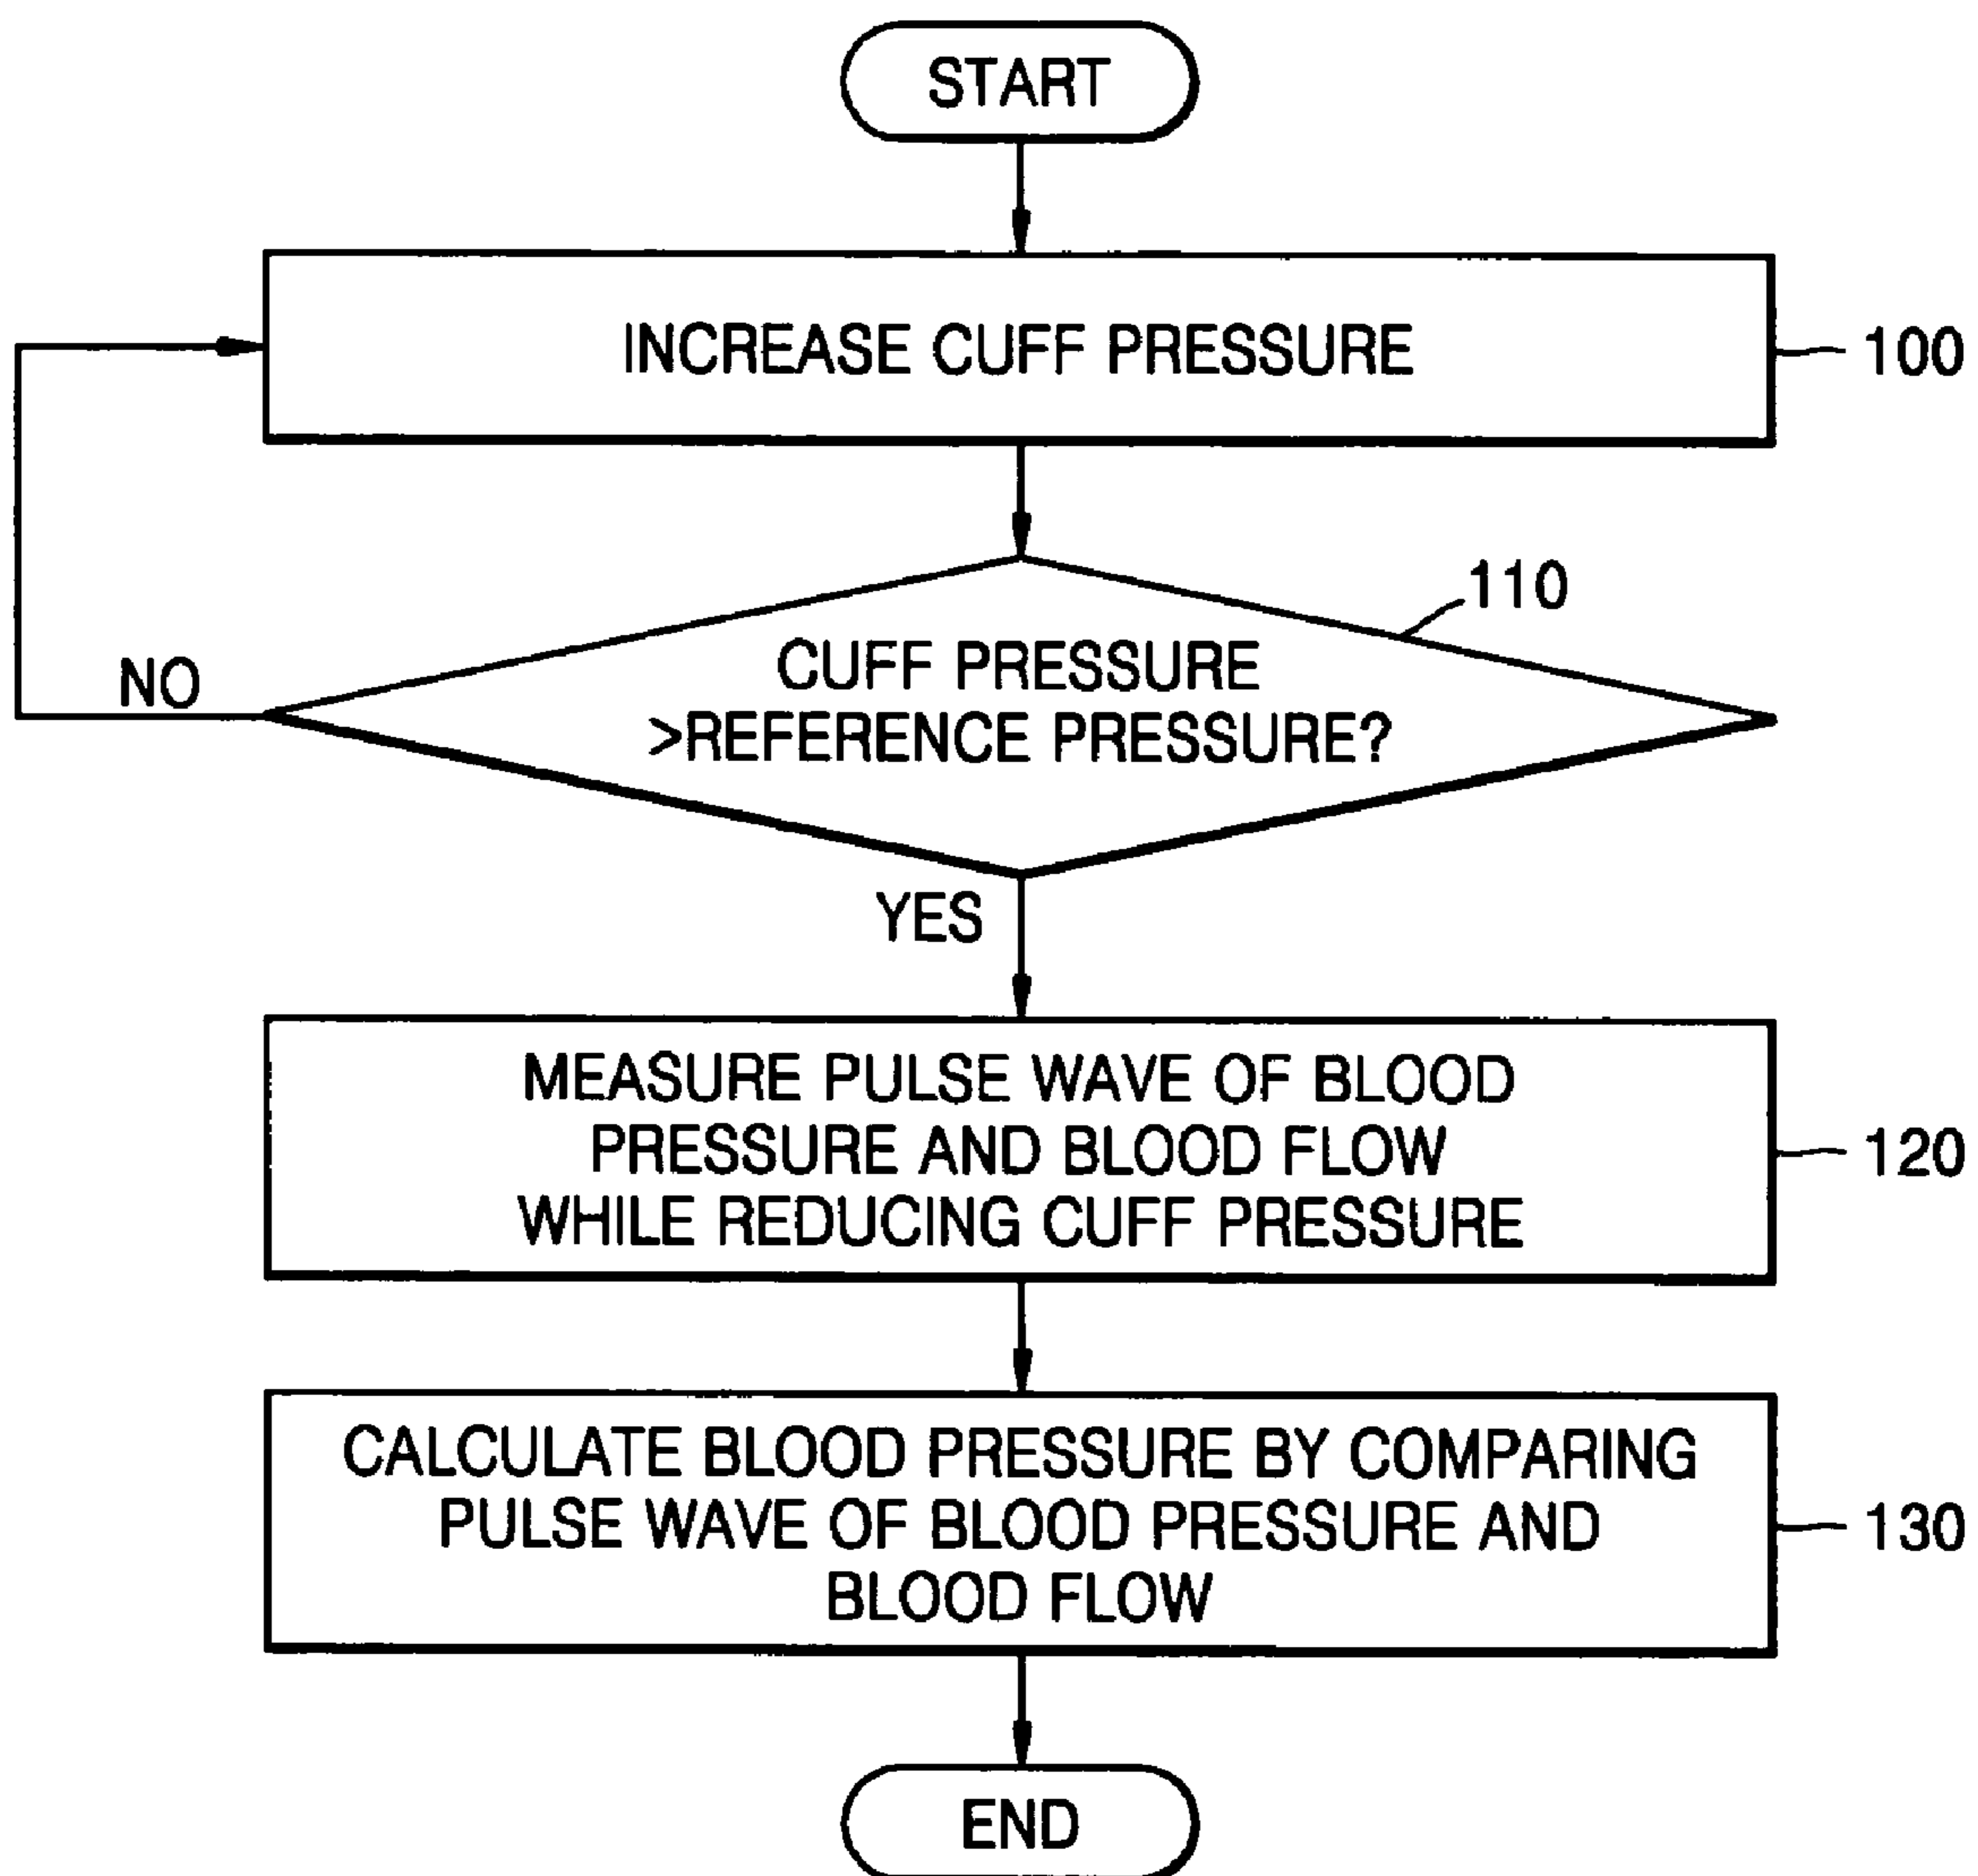 START
INCREASE CUFF PRESSURE
100
110
CUFF PRESSURE
>REFERENCE PRESSURE?
NO
YES
MEASURE PULSE WAVE OF BLOOD
PRESSURE AND BLOOD FLOW
WHILE REDUCING CUFF PRESSURE
120
CALCULATE BLOOD PRESSURE BY COMPARING
PULSE WAVE OF BLOOD PRESSURE AND
BLOOD FLOW
130
END